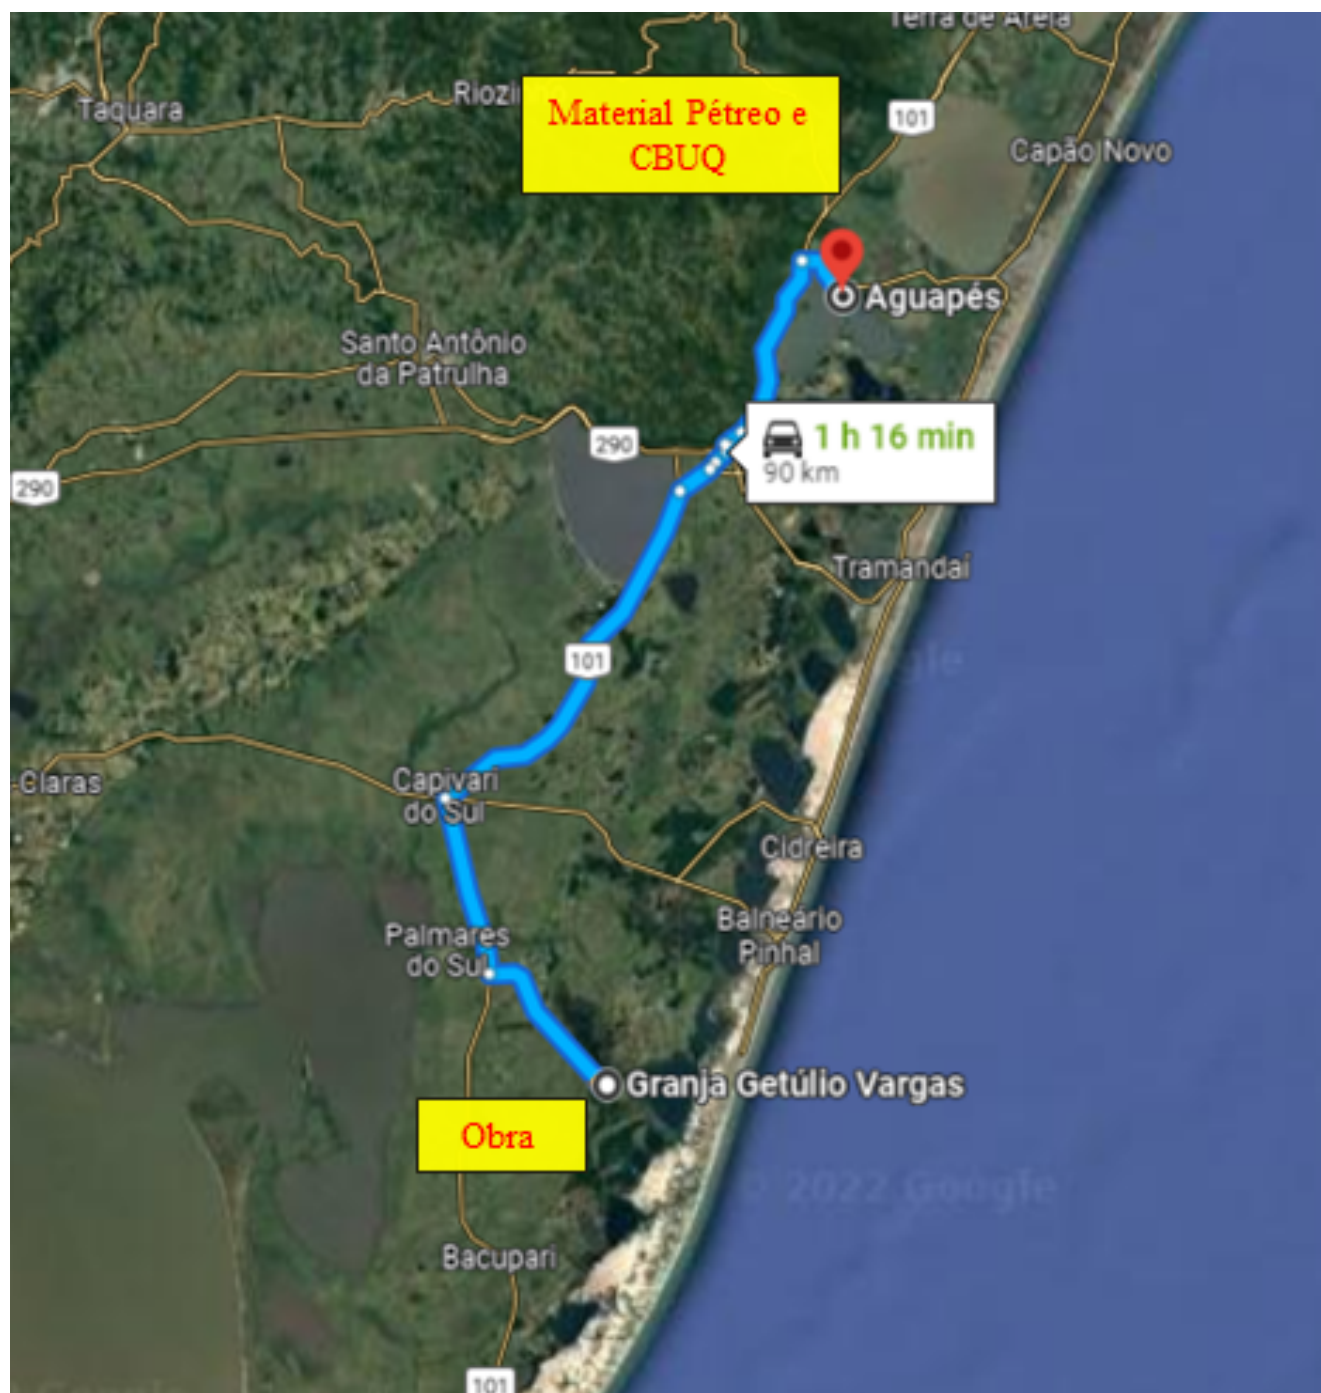 Terra de Areia
Taquara
Material Pétreo e
CBUQ
101
Capão Novo
Aguapés
Santo Antônio
da Patrulha
290
1 h 16 min
90 km
290
Tramandaí
101
Claras
Capivari
do Sul
Cidreira
Palmares
do Sul
Balneário
Pinhal
Granja Getúlio Vargas
Obra
2022 Google
Bacupari
101